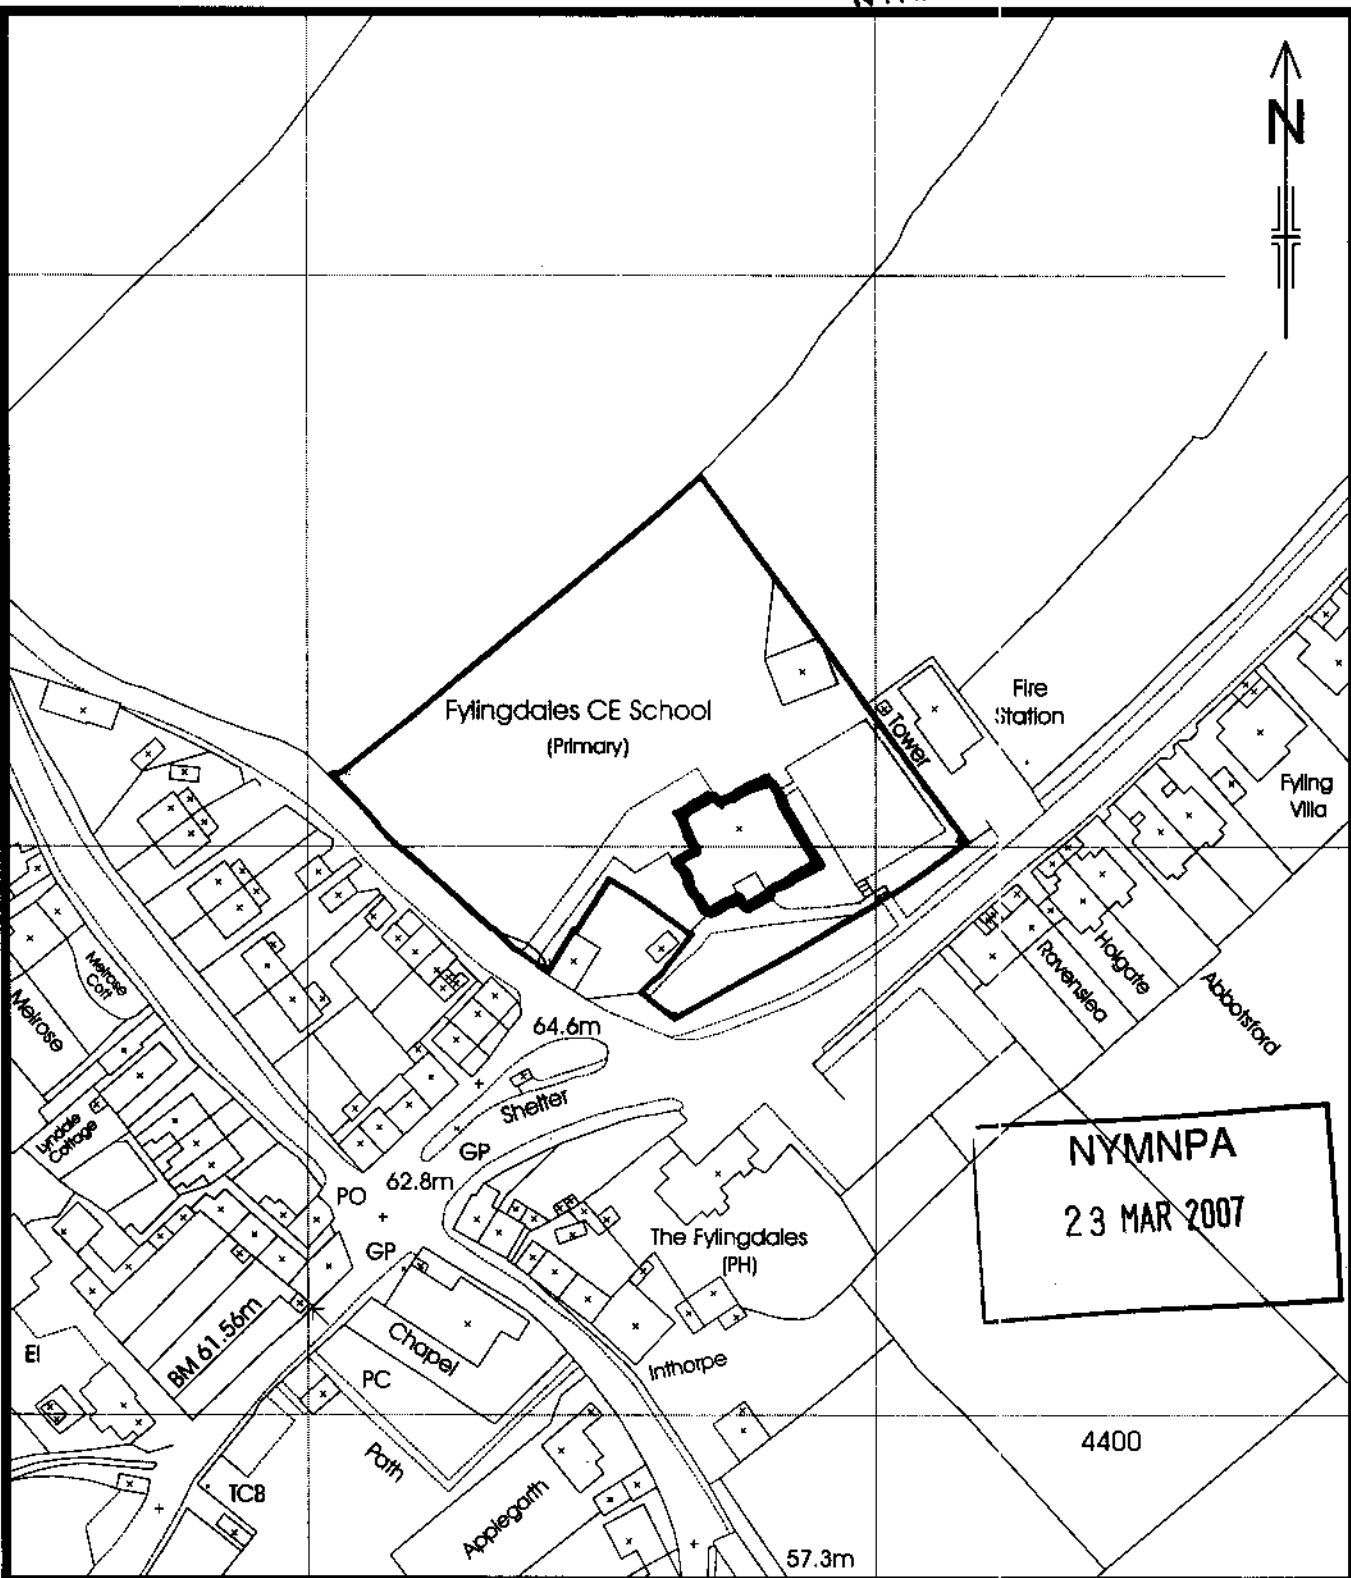 N
Fylingdales CE School
(Primary)
Tower
Fire
Station
Fyling
Villa
Holgate
Ravenslea
Abbotsford
Melrose
Cott
Melrose
64.6m
Shelter
Lyndale
Cottage
GP
62.8m
PO
GP
NYMNPA
23 MAR 2007
The Fylingdales
(PH)
BM 61.56m
Chapel
El
PC
Inthorpe
Path
4400
TCB
Applegarth
57.3m